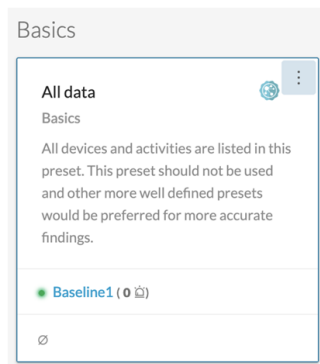 Basics
All data
Basics
All devices and activities are listed in this
preset. This preset should not be used
and other more well defined presets
would be preferred for more accurate
findings.
Baseline1 ( 0 )
∅